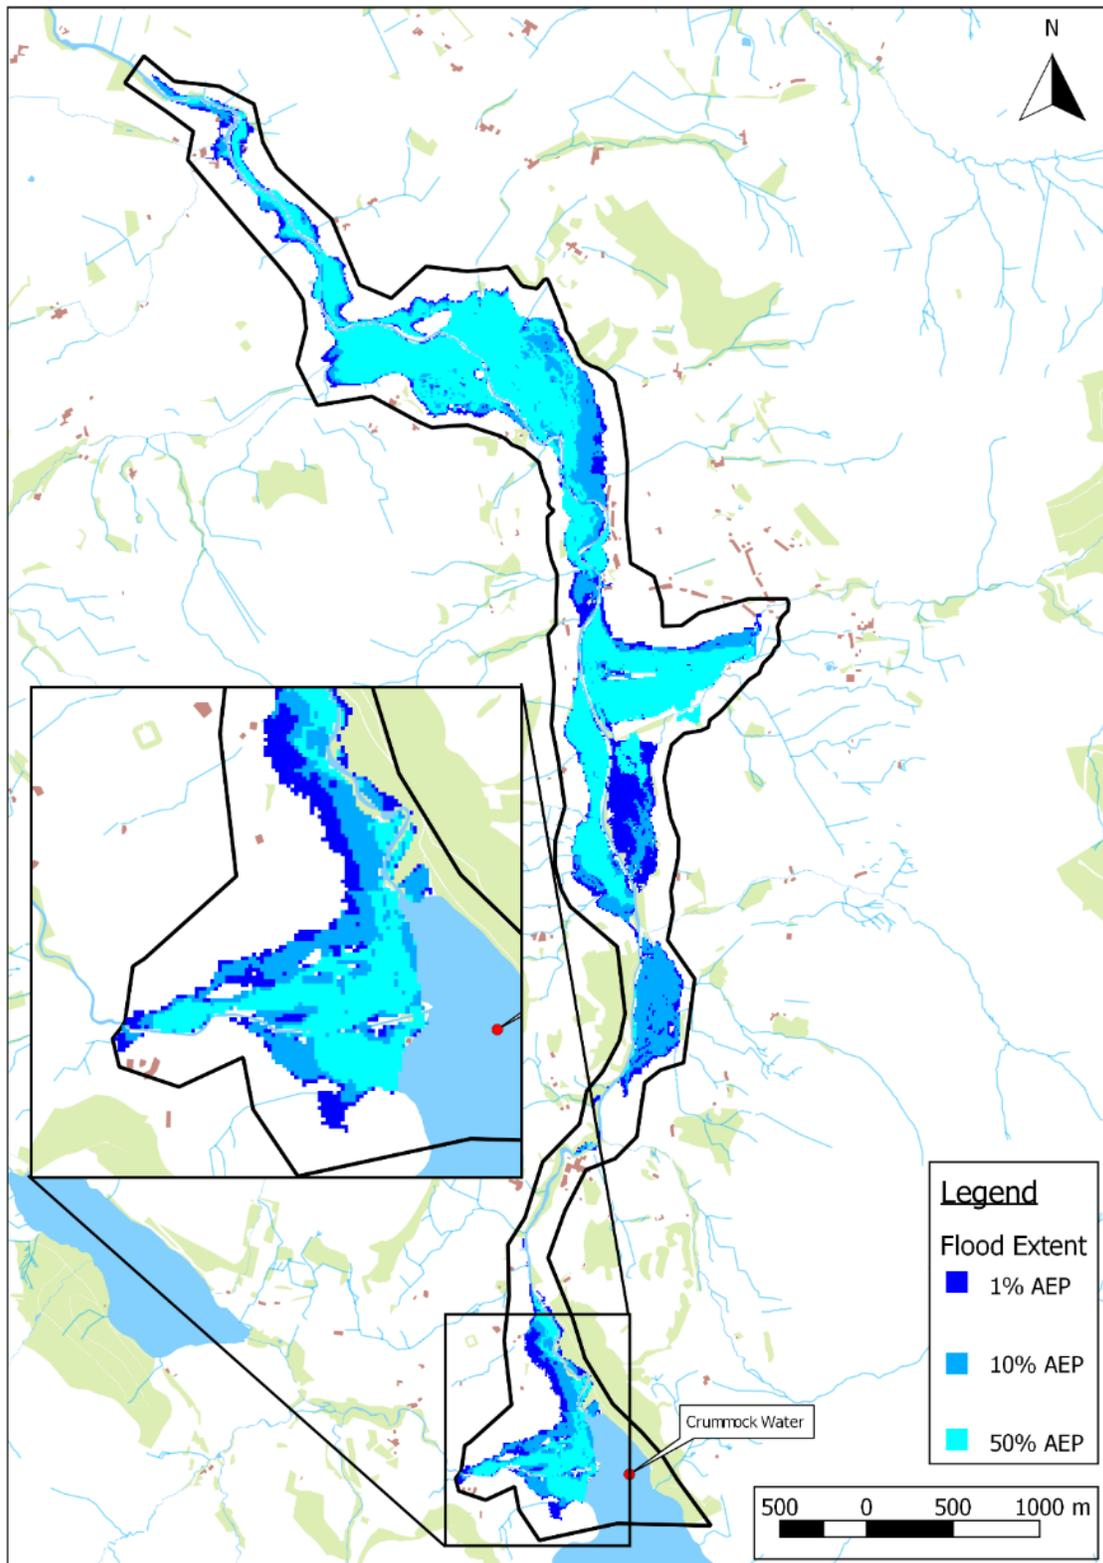 N
Legend
Flood Extent
1% AEP
10% AEP
50% AEP
Crummock Water
500 0 500 1000 m